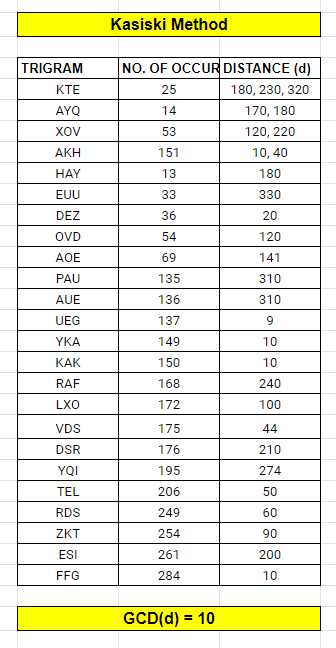 Kasiski Method
TRIGRAM NO. OF OCCUR DISTANCE (d)
KTE 25 180, 230, 320
AYQ 14 170, 180
XOV 53 120, 220
AKH 151 10, 40
HAY 13 180
EUU 33 330
DEZ 36 20
OVD 54 120
AOE 69 141
PAU 135 310
AUE 136 310
UEG 137 9
YKA 149 10
KAK 150 10
RAF 168 240
LXO 172 100
VDS 175 44
DSR 176 210
YQI 195 274
TEL 206 50
RDS 249 60
ZKT 254 90
ESI 261 200
FFG 284 10
GCD(d) = 10